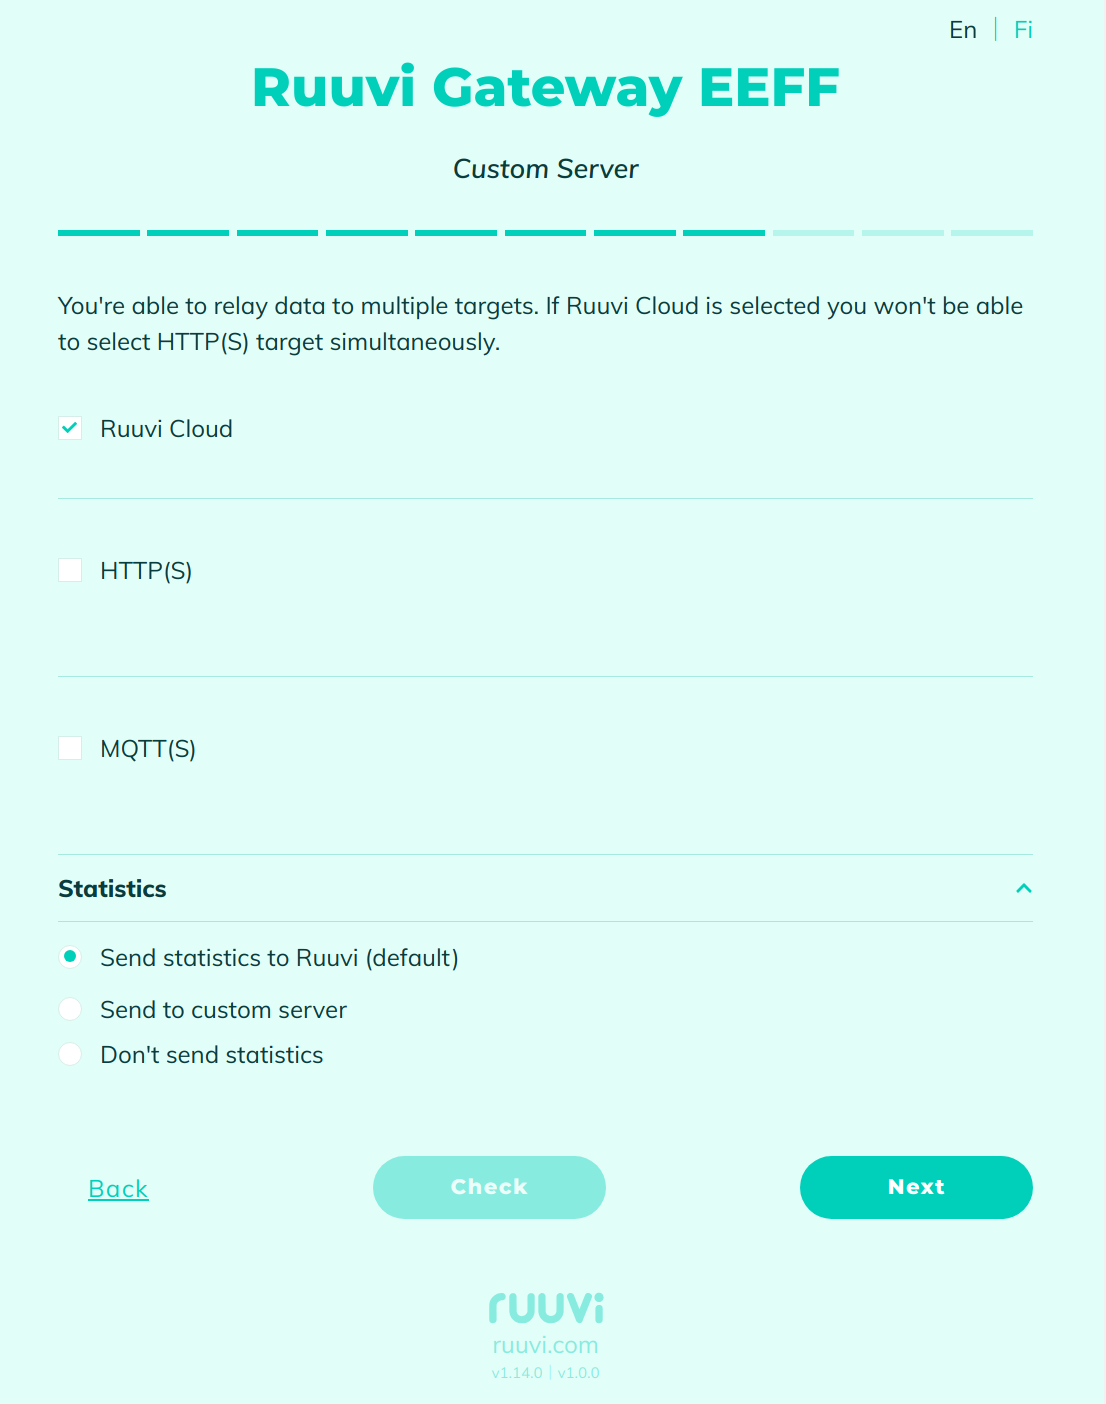 En | Fi
Ruuvi Gateway EEFF
Custom Server
You're able to relay data to multiple targets. If Ruuvi Cloud is selected you won't be able
to select HTTP(S) target simultaneously.
Ruuvi Cloud
HTTP(S)
MQTT(S)
Statistics
Send statistics to Ruuvi (default)
Send to custom server
Don't send statistics
Back
Check
Next
ruuvi
ruuvi.com
v1.14.0 | v1.0.0